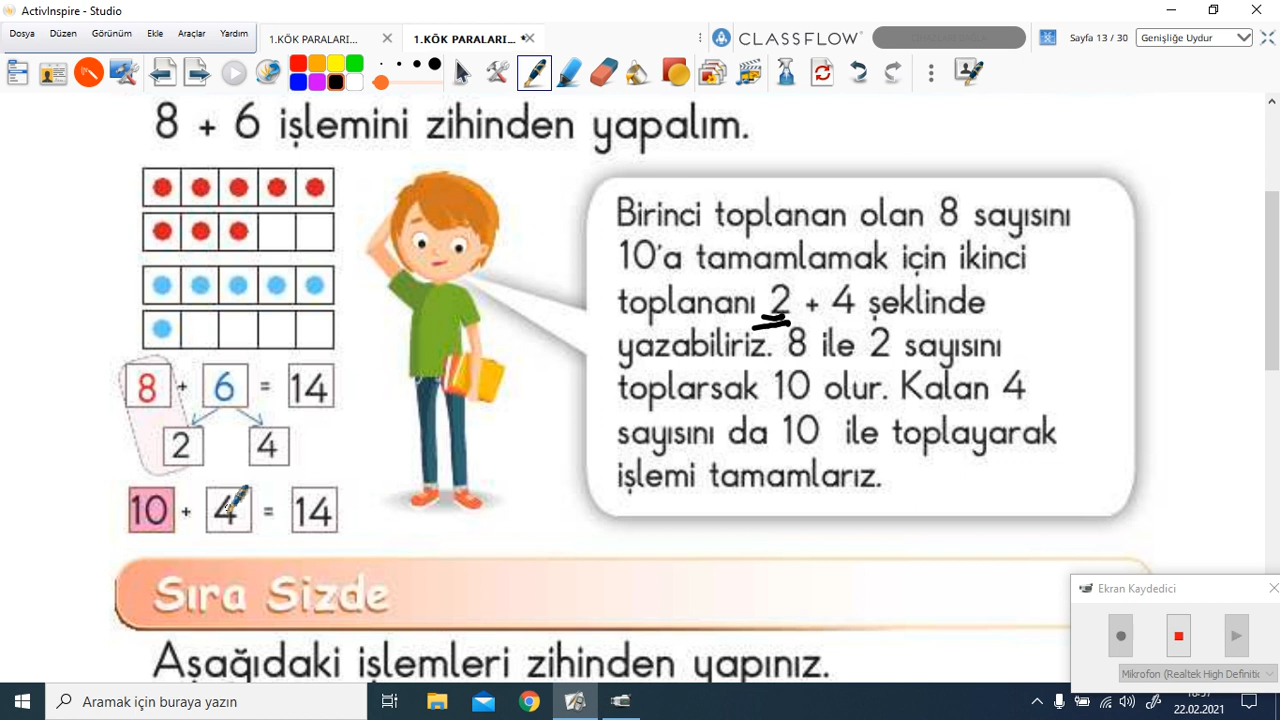 ActivInspire - Studio
Dosya Düzen Görünüm Ekle Araçlar Yardım
1.KÖK PARALARI... 1.KÖK PARALARI...
CLASSFLOW
Sayfa 13 / 30
Genişliğe Uydur
8 + 6 işlemini zihinden yapalım.
8 + 6 = 14
2 4
10 + 4 = 14
Birinci toplanan olan 8 sayısını
10'a tamamlamak için ikinci
toplananı 2 + 4 şeklinde
yazabiliriz. 8 ile 2 sayısını
toplarsak 10 olur. Kalan 4
sayısını da 10 ile toplayarak
işlemi tamamlarız.
Sıra Sizde
Aşağıdaki işlemleri zihinden yapınız.
Ekran Kaydedici
Mikrofon (Realtek High Definitic
Aramak için buraya yazın
22.02.2021